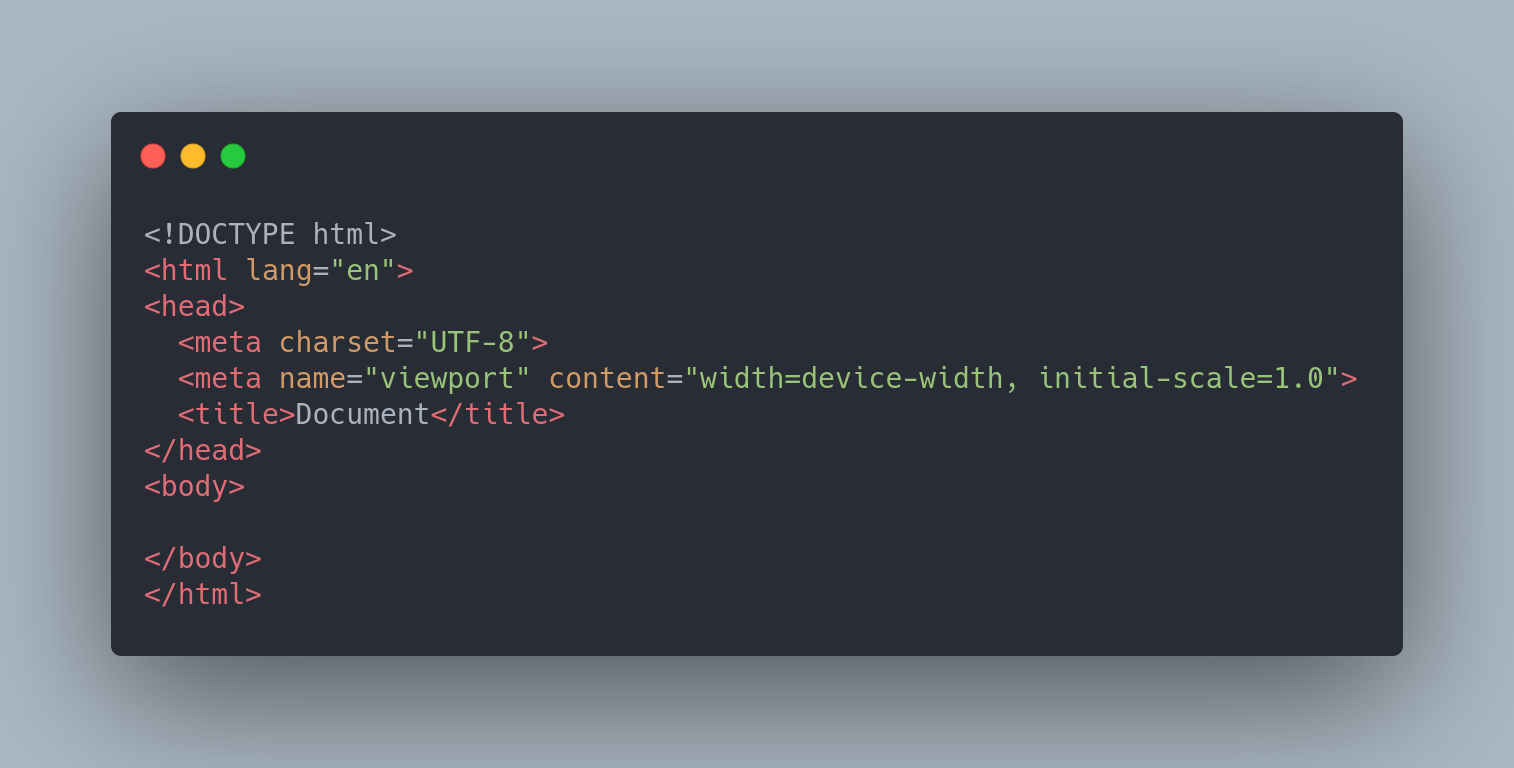 <!DOCTYPE html>
<html lang="en">
<head>
  <meta charset="UTF-8">
  <meta name="viewport" content="width=device-width, initial-scale=1.0">
  <title>Document</title>
</head>
<body>

</body>
</html>